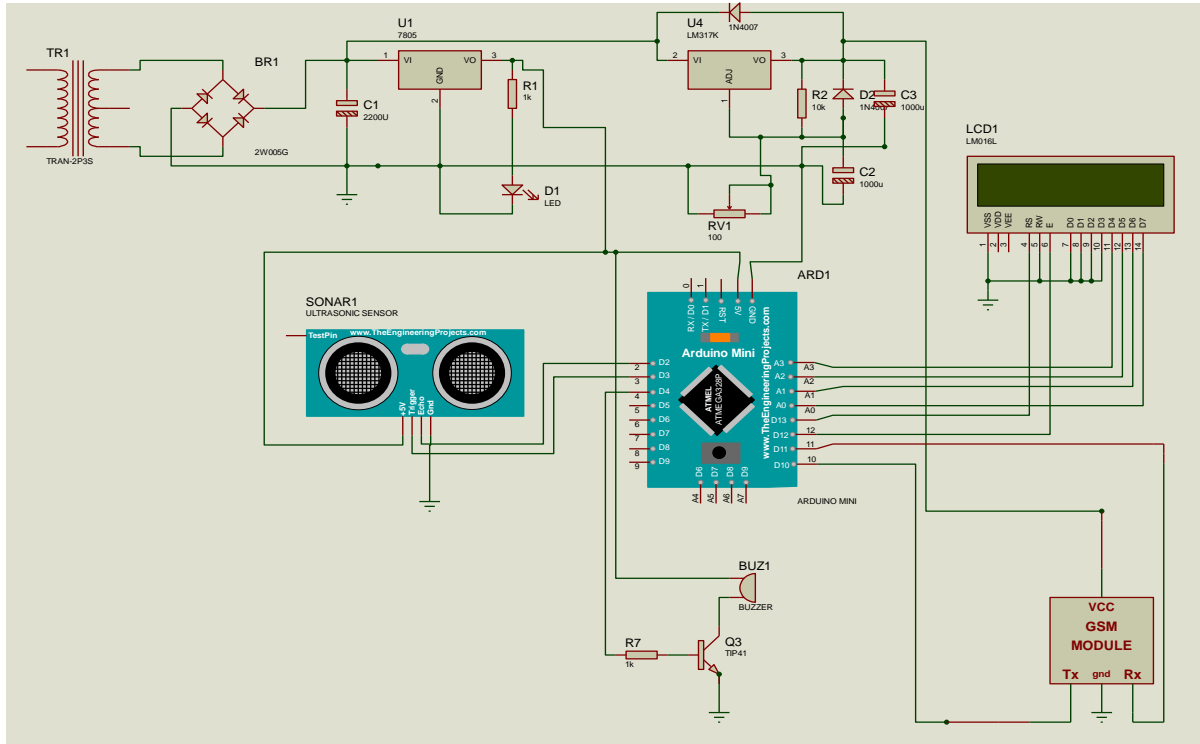 TR1
TRAN-2P3S
BR1
2W005G
C1
2200U
U1
7805
1
VI
VO
3
GND
2
R1
1k
D1
LED
1N4007
U4
LM317K
2
VI
VO
3
ADJ
1
R2
10k
D2
C3
1000u
C2
1000u
RV1
100
LCD1
LM016L
VSS
VDD
VEE
RS
RW
E
D0
D1
D2
D3
D4
D5
D6
D7
1
2
3
4
5
6
7
8
9
10
11
12
13
14
SONAR1
ULTRASONIC SENSOR
TestPin
www.TheEngineeringProjects.com
+5V
Trigger
Echo
Gnd
ARD1
0
1
RX / D0
TX / D1
RST
5V
GND
Arduino Mini
www.TheEngineeringProjects.com
ATMEL
ATMEGA328P
D2
2
D3
3
D4
4
D5
5
D6
6
D7
7
D8
8
D9
9
A3
A3
A2
A2
A1
A1
A0
A0
D13
D12
12
D11
11
D10
10
D6
D7
D8
D9
A4
A5
A6
A7
ARDUINO MINI
BUZ1
BUZZER
R7
1k
Q3
TIP41
VCC
GSM
MODULE
Tx
gnd
Rx